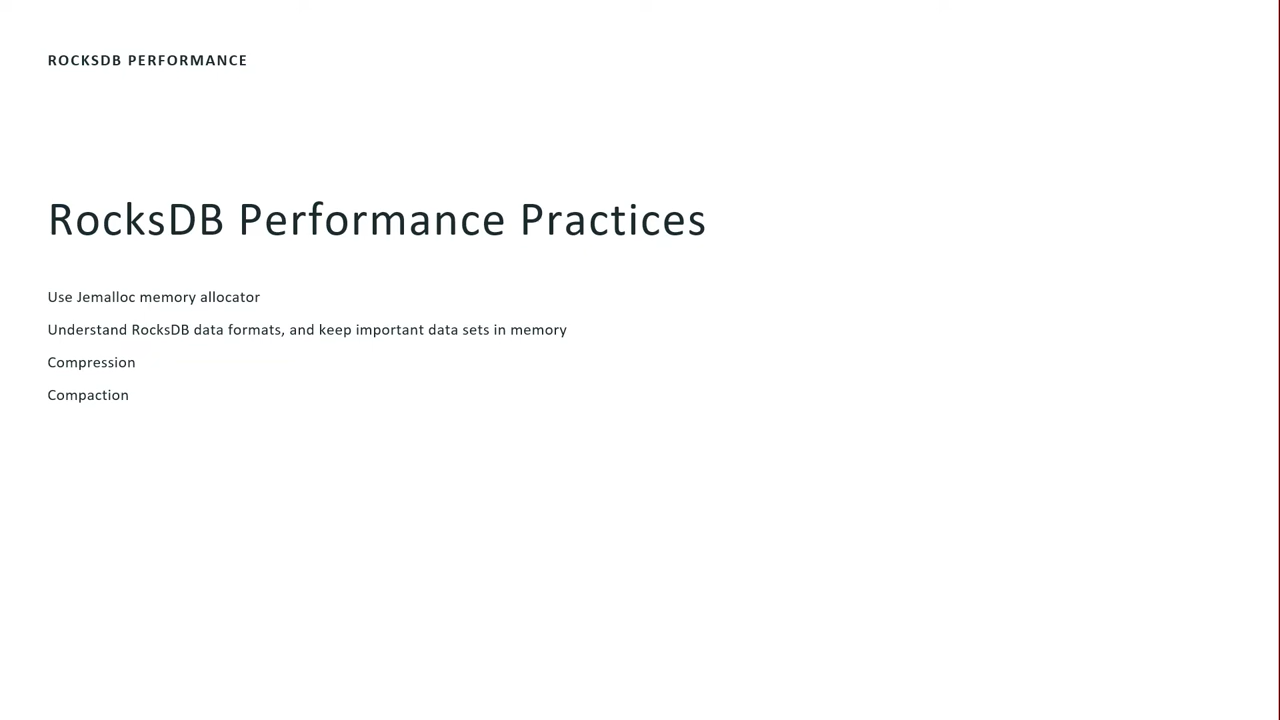 ROCKSDB PERFORMANCE
RocksDB Performance Practices
Use Jemalloc memory allocator
Understand RocksDB data formats, and keep important data sets in memory
Compression
Compaction